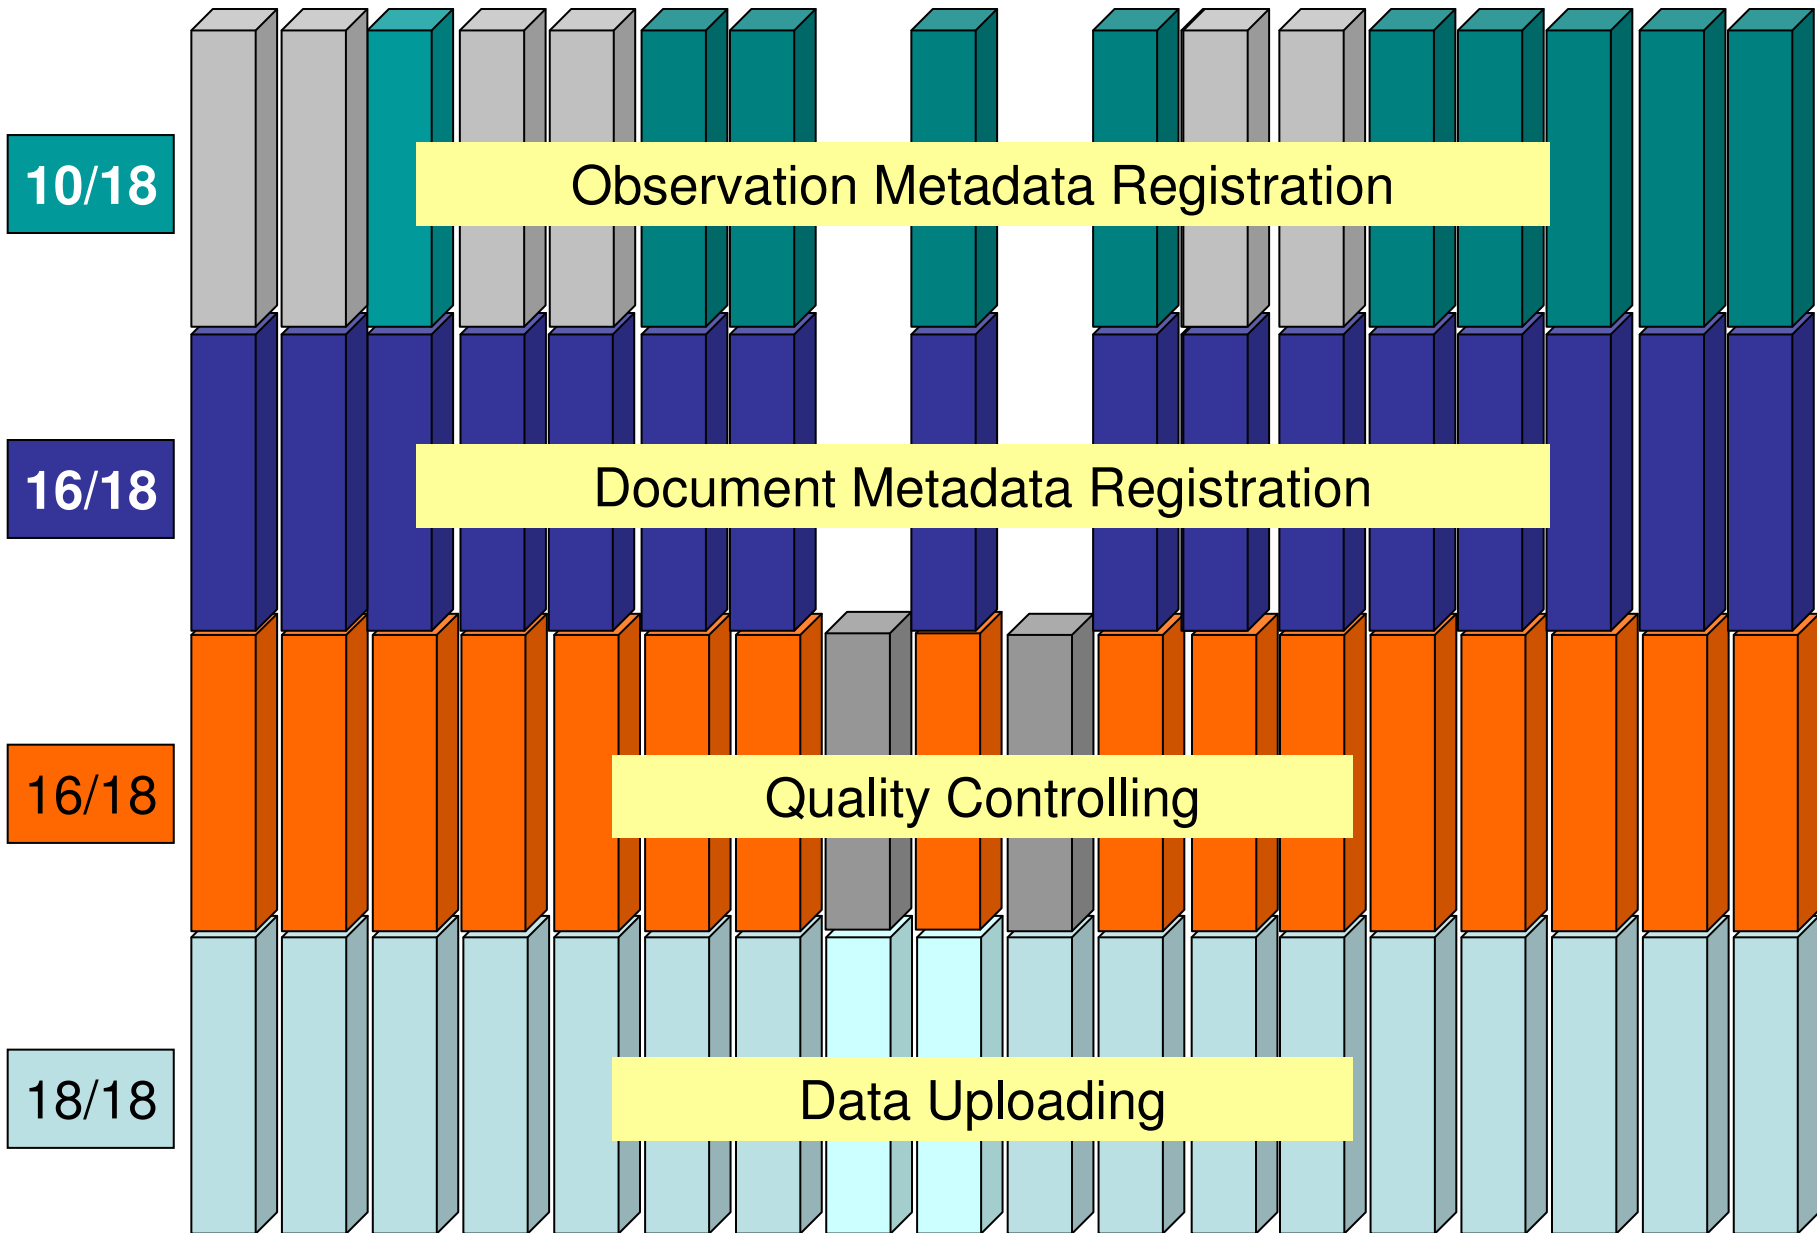 10/18
Observation Metadata Registration
16/18
Document Metadata Registration
16/18
Quality Controlling
18/18
Data Uploading